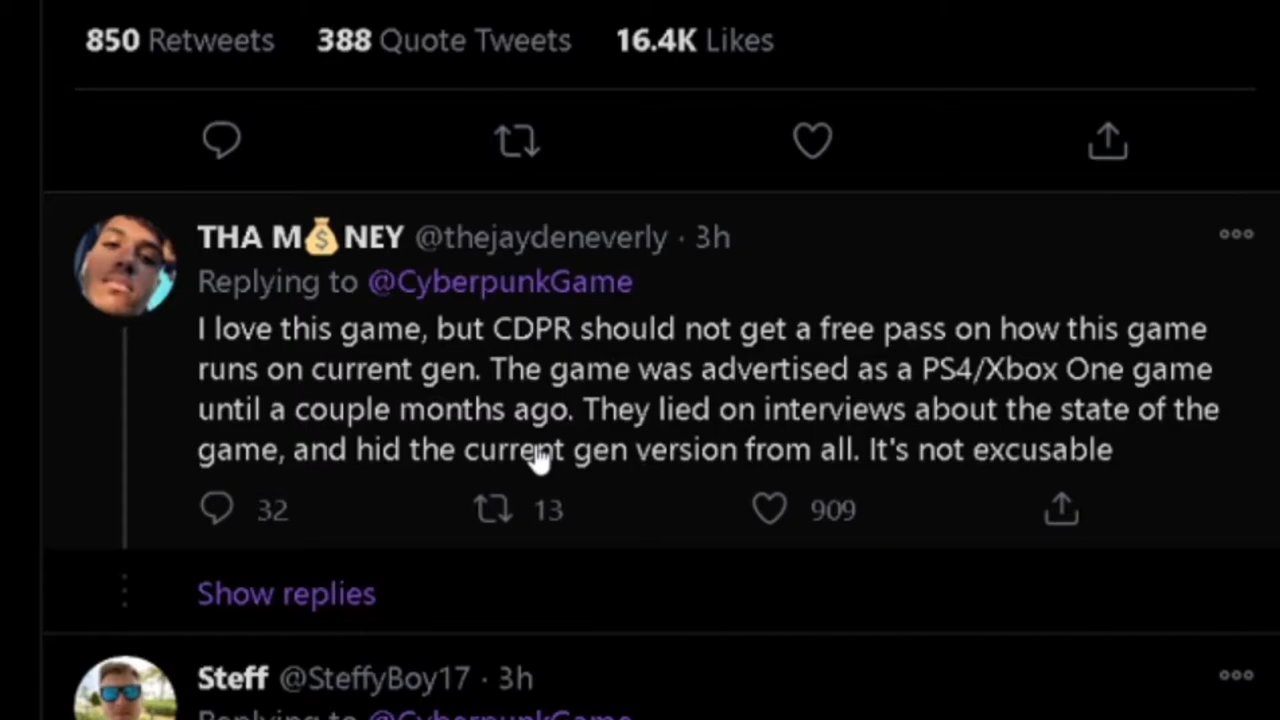 850 Retweets 388 Quote Tweets 16.4K Likes
THA M💰NEY @thejaydeneverly · 3h
Replying to @CyberpunkGame
I love this game, but CDPR should not get a free pass on how this game
runs on current gen. The game was advertised as a PS4/Xbox One game
until a couple months ago. They lied on interviews about the state of the
game, and hid the current gen version from all. It's not excusable
32 13 909
Show replies
Steff @SteffyBoy17 · 3h
Replying to @CyberpunkGame